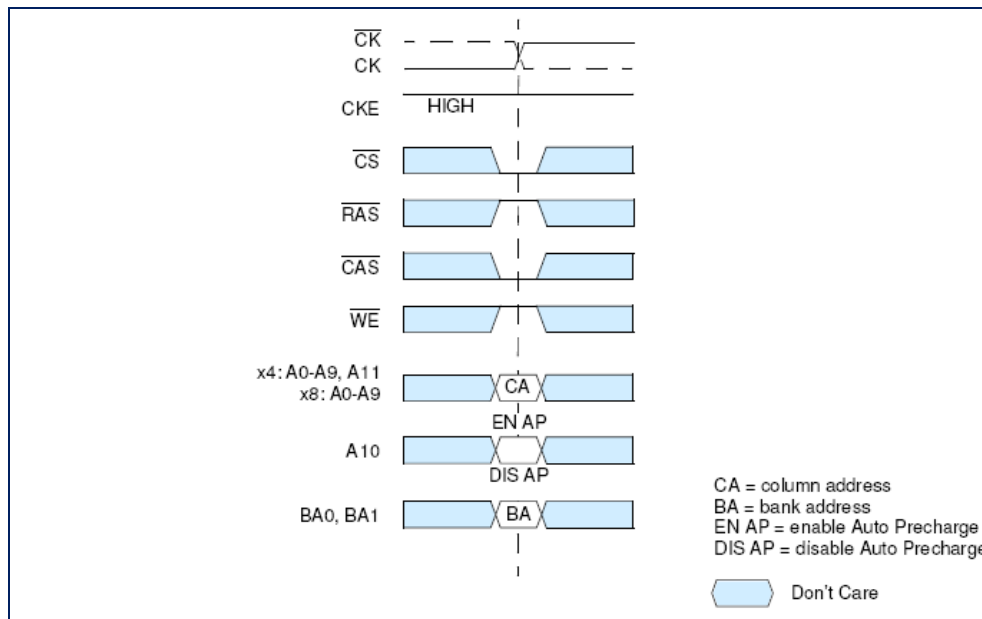 CK
CK
CKE HIGH
CS
RAS
CAS
WE
x4: A0-A9, A11
x8: A0-A9
CA
EN AP
A10
DIS AP
BA0, BA1 BA
CA = column address
BA = bank address
EN AP = enable Auto Precharge
DIS AP = disable Auto Precharge
Don't Care